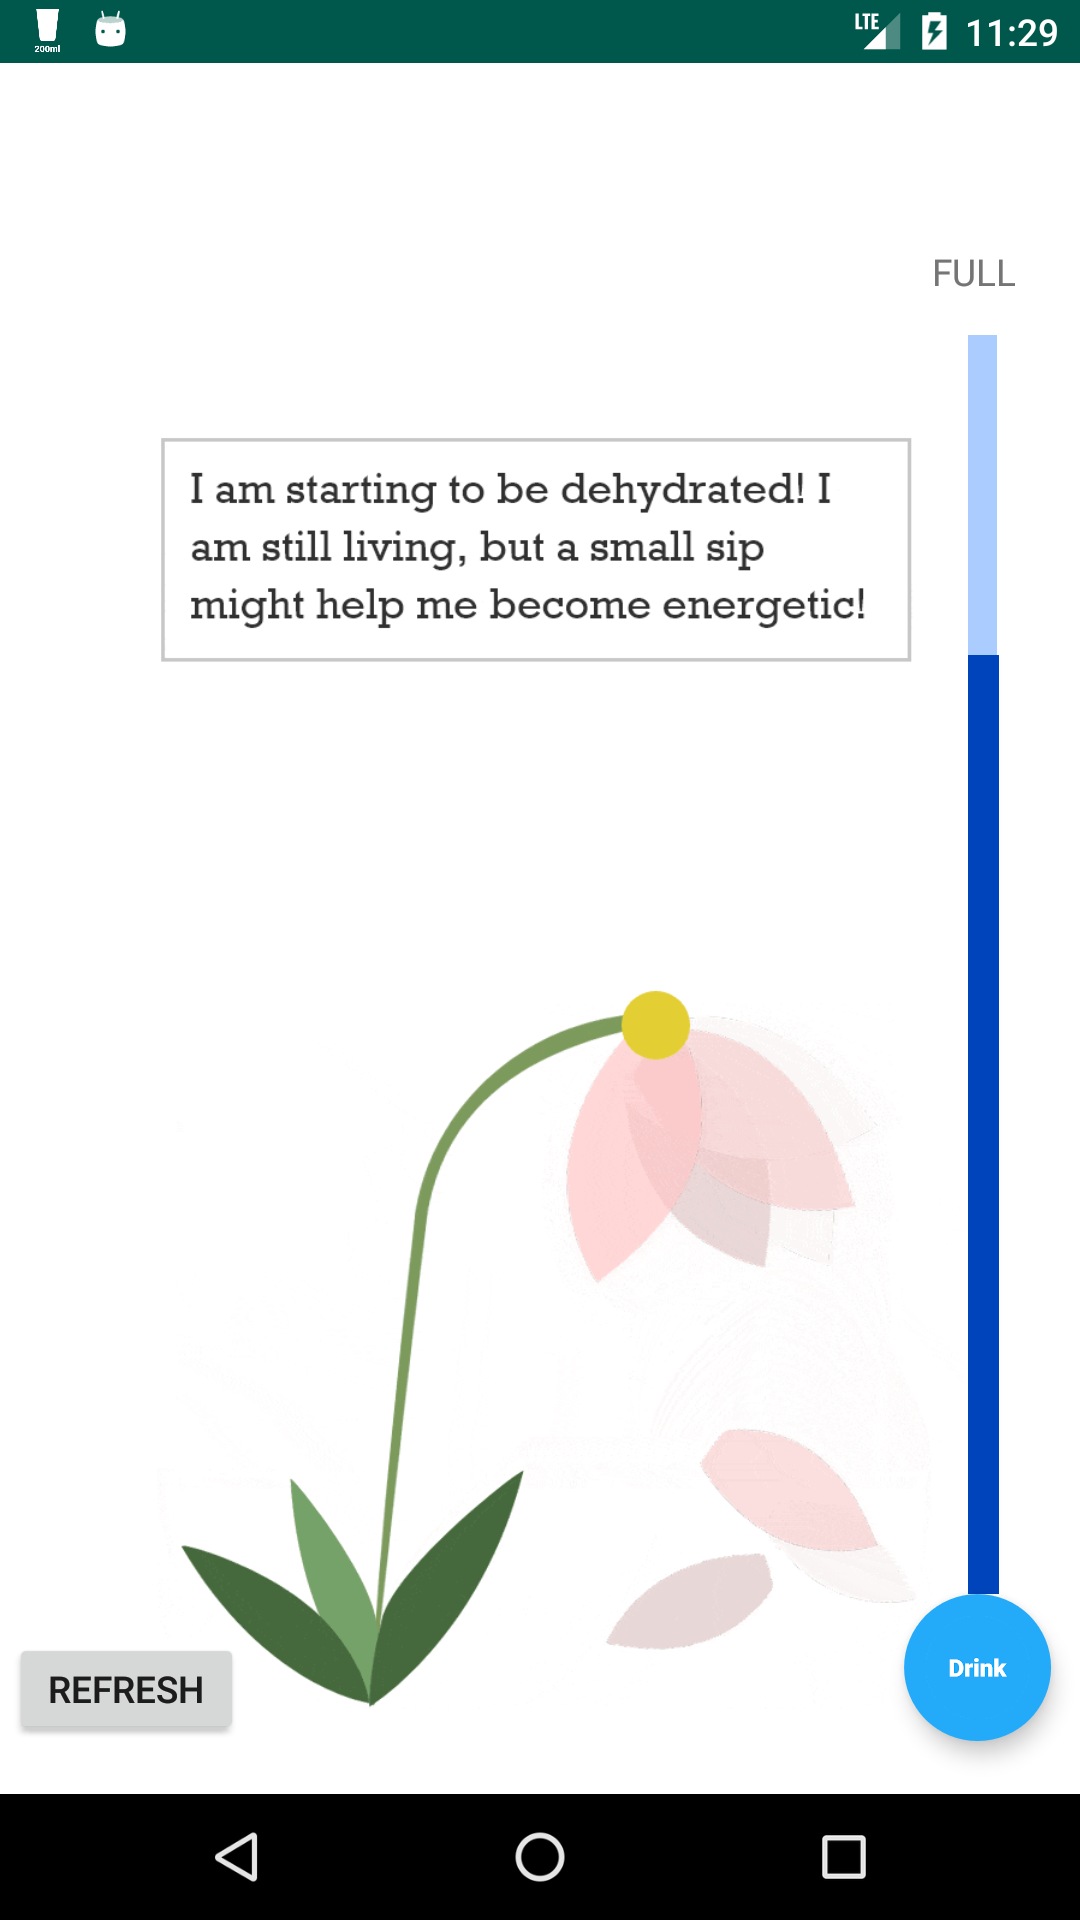 200ml
LTE 11:29
FULL
I am starting to be dehydrated! I
am still living, but a small sip
might help me become energetic!
REFRESH
Drink